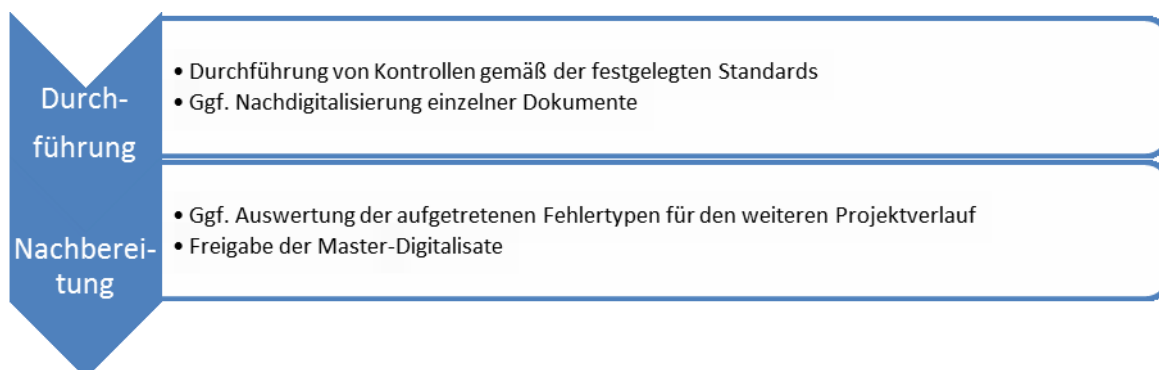 Durch-
führung
• Durchführung von Kontrollen gemäß der festgelegten Standards
• Ggf. Nachdigitalisierung einzelner Dokumente
Nachberei-
tung
• Ggf. Auswertung der aufgetretenen Fehlertypen für den weiteren Projektverlauf
• Freigabe der Master-Digitalisate